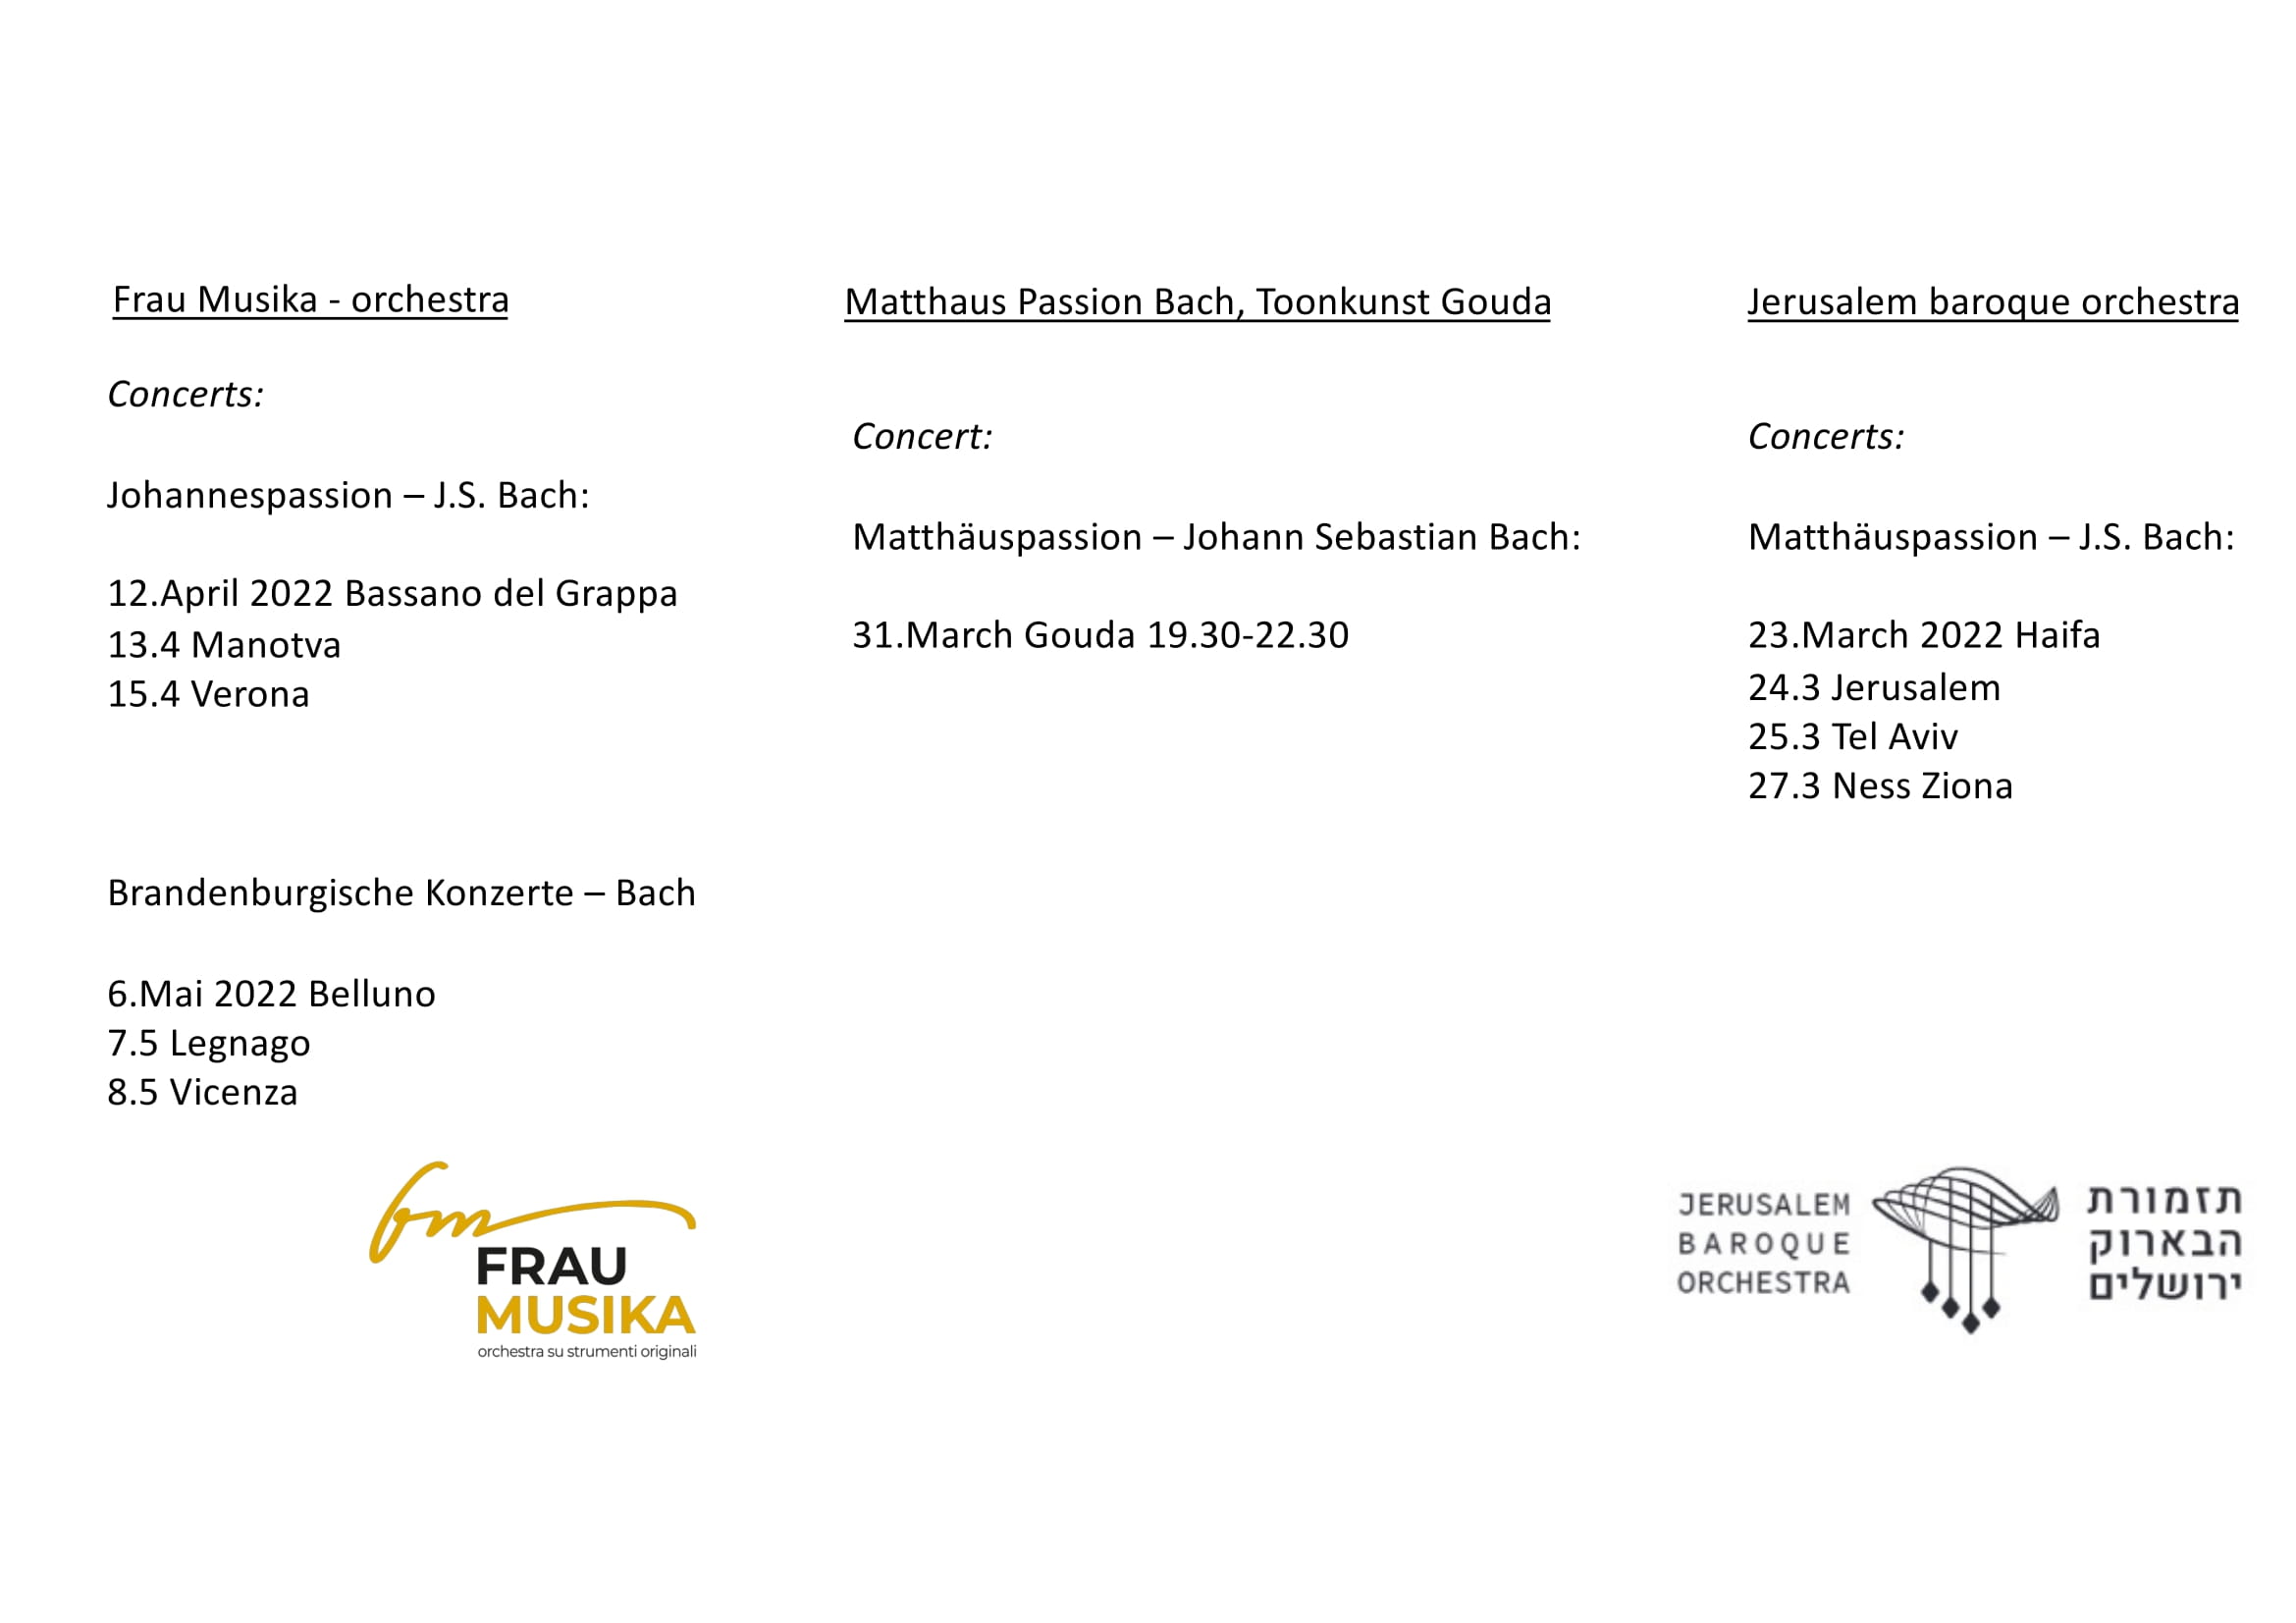 Frau Musika - orchestra
Concerts:
Johannespassion – J.S. Bach:
12.April 2022 Bassano del Grappa
13.4 Manotva
15.4 Verona
Brandenburgische Konzerte – Bach
6.Mai 2022 Belluno
7.5 Legnago
8.5 Vicenza
fm
FRAU
MUSIKA
orchestra su strumenti originali
Matthaus Passion Bach, Toonkunst Gouda
Concert:
Matthäuspassion – Johann Sebastian Bach:
31.March Gouda 19.30-22.30
Jerusalem baroque orchestra
Concerts:
Matthäuspassion – J.S. Bach:
23.March 2022 Haifa
24.3 Jerusalem
25.3 Tel Aviv
27.3 Ness Ziona
JERUSALEM
BAROQUE
ORCHESTRA
תזמורת
הבארוק
ירושלים